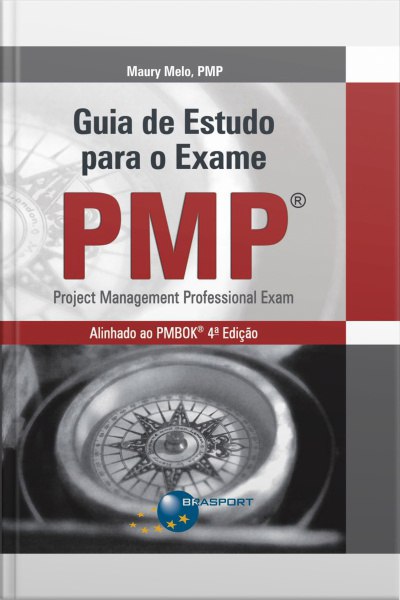 Maury Melo, PMP
Guia de Estudo
para o Exame
PMP®
Project Management Professional Exam
Alinhado ao PMBOK® 4ª Edição
BRASPORT